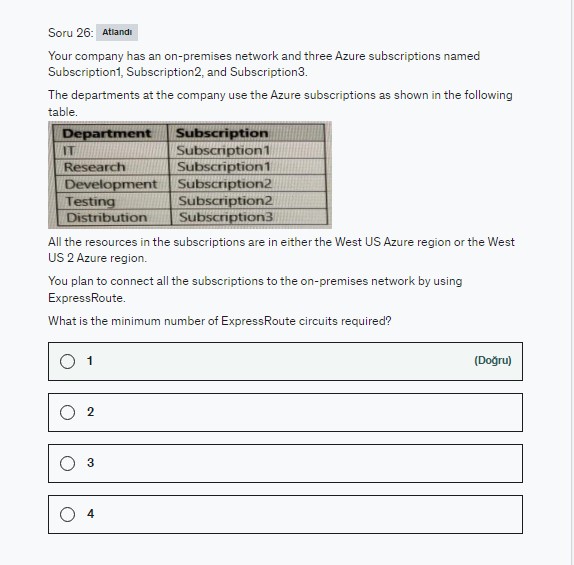 Soru 26: Atlandı
Your company has an on-premises network and three Azure subscriptions named
Subscription1, Subscription2, and Subscription3.
The departments at the company use the Azure subscriptions as shown in the following
table.
Department Subscription
IT Subscription1
Research Subscription1
Development Subscription2
Testing Subscription2
Distribution Subscription3
All the resources in the subscriptions are in either the West US Azure region or the West
US 2 Azure region.
You plan to connect all the subscriptions to the on-premises network by using
ExpressRoute.
What is the minimum number of ExpressRoute circuits required?
1 (Doğru)
2
3
4